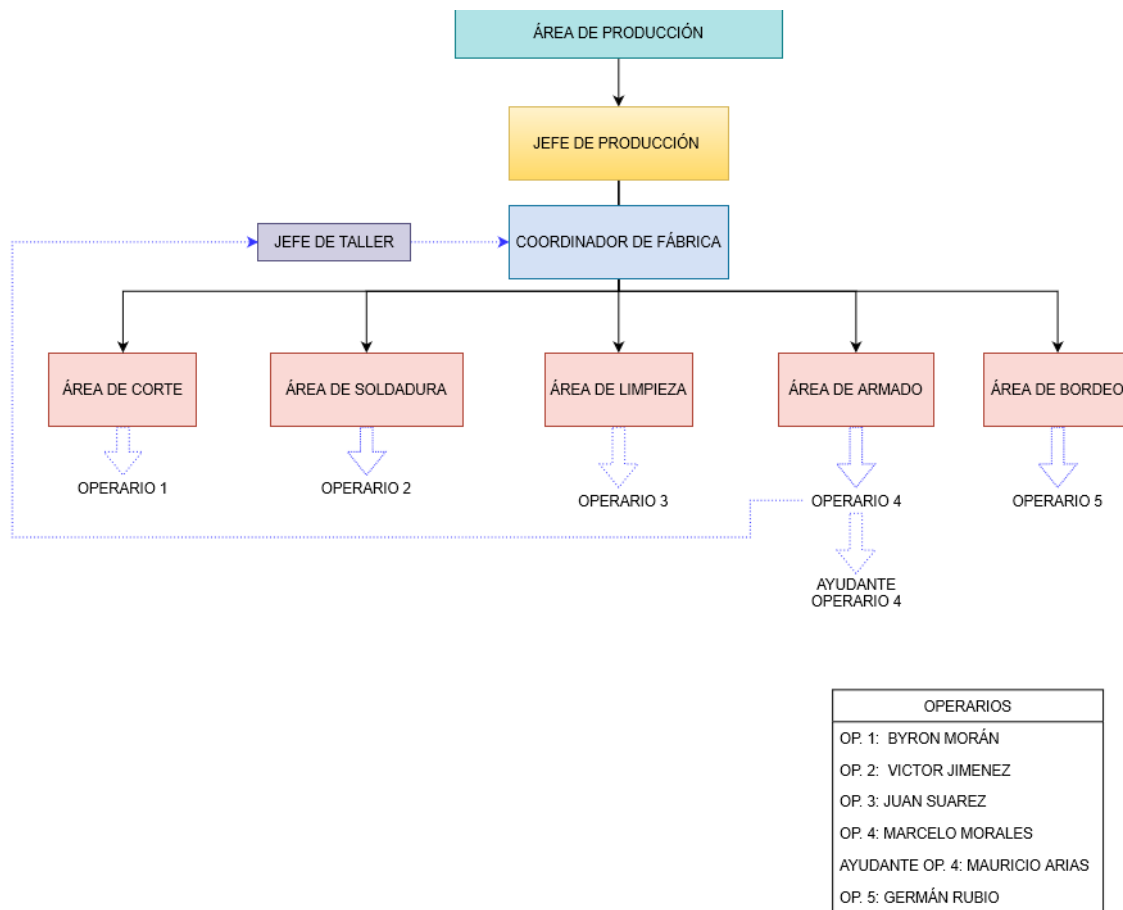 ÁREA DE PRODUCCIÓN
JEFE DE PRODUCCIÓN
JEFE DE TALLER
COORDINADOR DE FÁBRICA
ÁREA DE CORTE
ÁREA DE SOLDADURA
ÁREA DE LIMPIEZA
ÁREA DE ARMADO
ÁREA DE BORDEO
OPERARIO 1
OPERARIO 2
OPERARIO 3
OPERARIO 4
OPERARIO 5
AYUDANTE
OPERARIO 4
OPERARIOS
OP. 1: BYRON MORÁN
OP. 2: VICTOR JIMENEZ
OP. 3: JUAN SUAREZ
OP. 4: MARCELO MORALES
AYUDANTE OP. 4: MAURICIO ARIAS
OP. 5: GERMÁN RUBIO